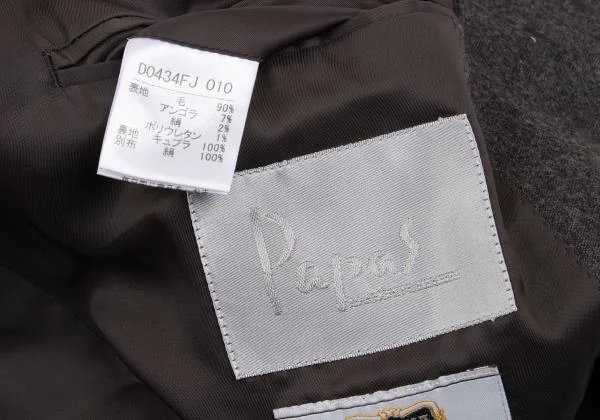 D0434FJ 010
表地 毛 90%
アンゴラ 7%
絹 2%
ポリウレタン 1%
裏地 キュプラ 100%
別布 絹 100%
Papas